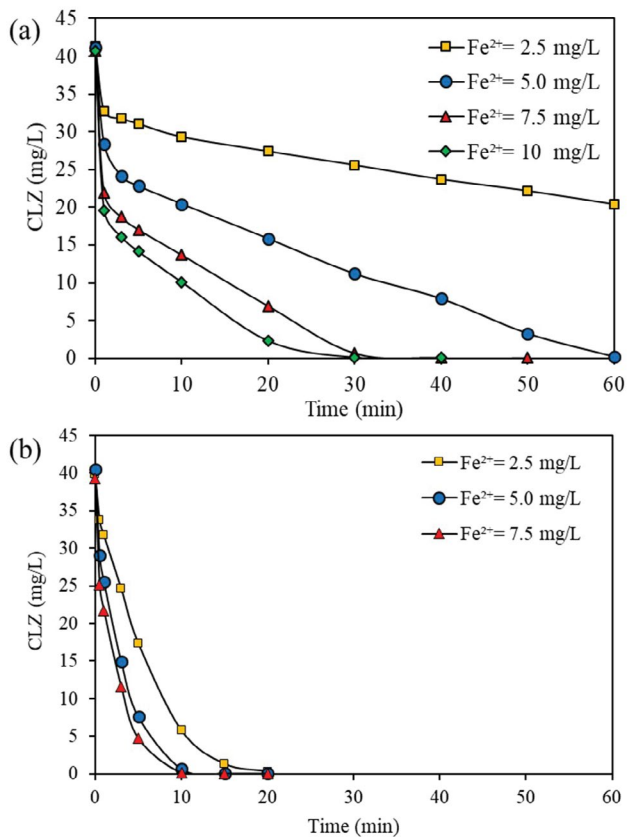 (a)
45
40
35
30
25
20
15
10
5
0
CLZ (mg/L)
Fe²⁺= 2.5 mg/L
Fe²⁺= 5.0 mg/L
Fe²⁺= 7.5 mg/L
Fe²⁺= 10 mg/L
0 10 20 30 40 50 60
Time (min)
(b)
45
40
35
30
25
20
15
10
5
0
CLZ (mg/L)
Fe²⁺= 2.5 mg/L
Fe²⁺= 5.0 mg/L
Fe²⁺= 7.5 mg/L
0 10 20 30 40 50 60
Time (min)